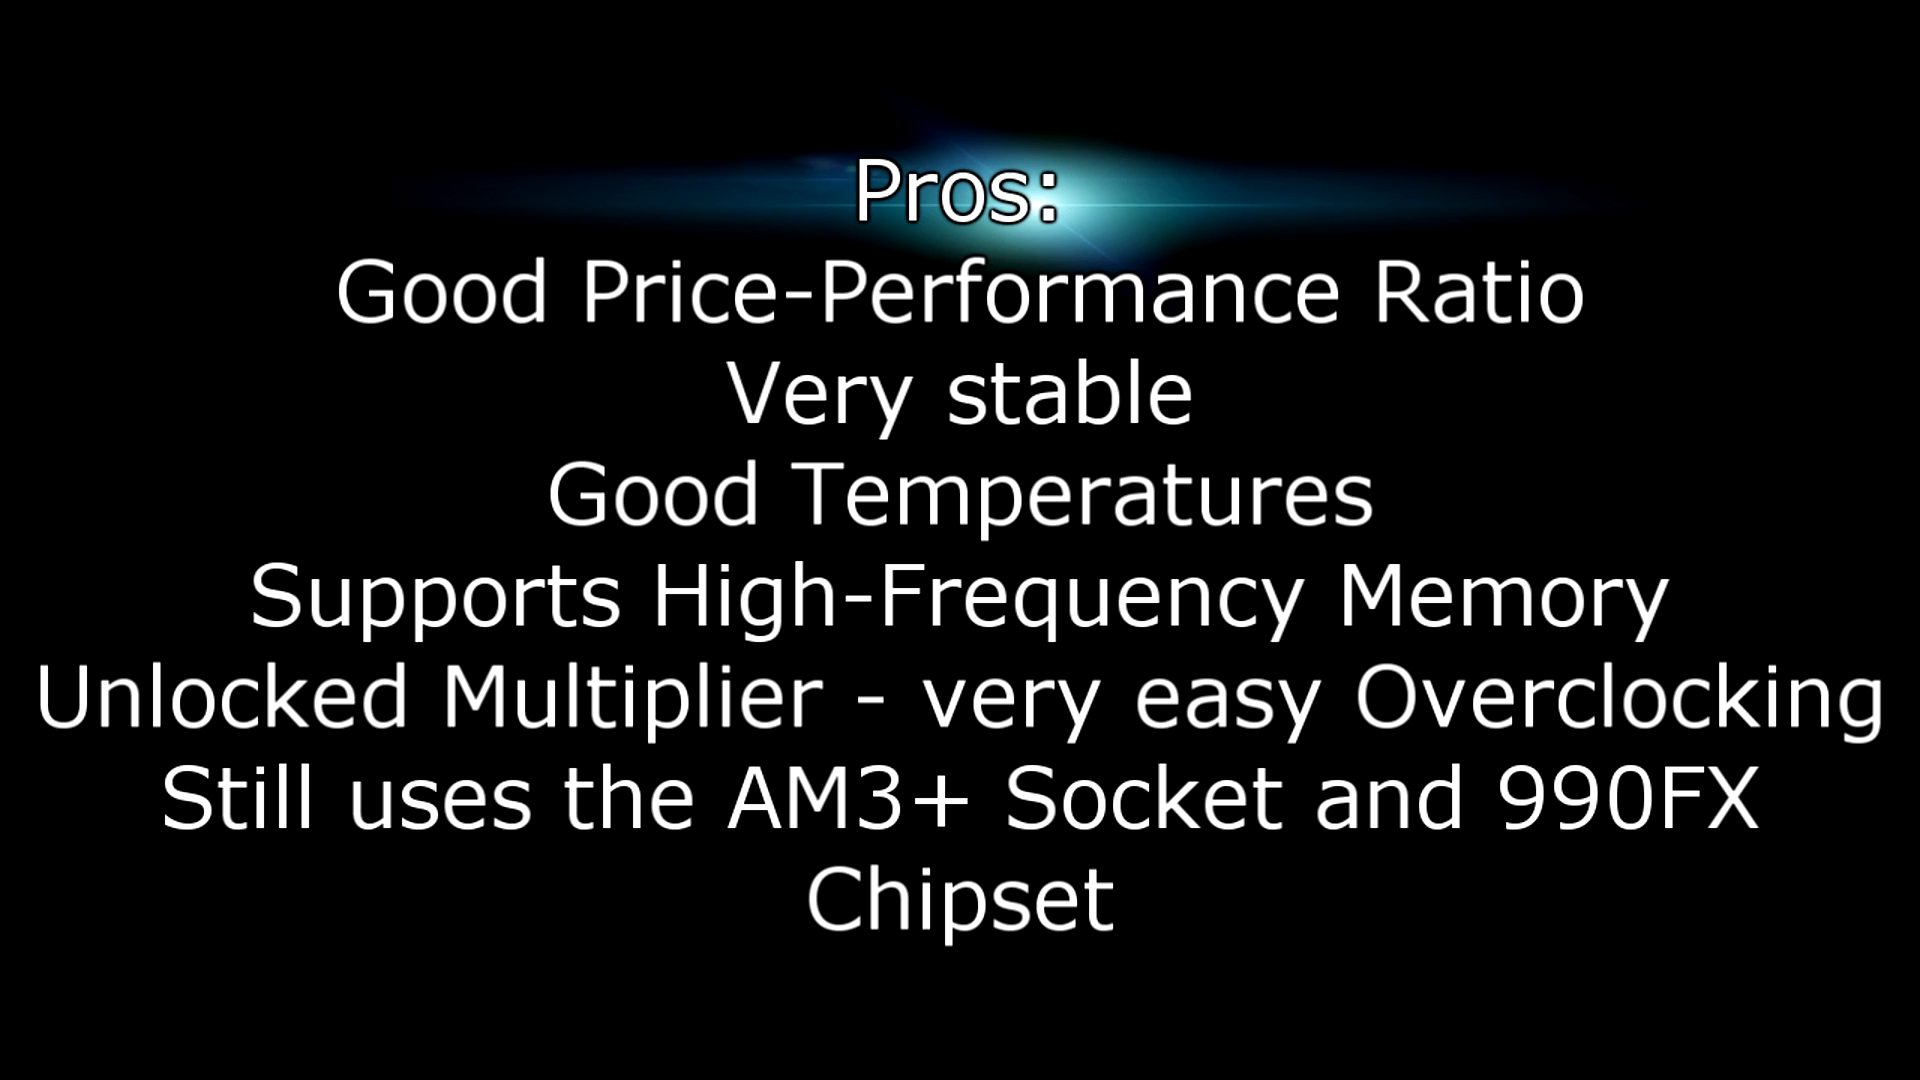 Pros:
Good Price-Performance Ratio
Very stable
Good Temperatures
Supports High-Frequency Memory
Unlocked Multiplier - very easy Overclocking
Still uses the AM3+ Socket and 990FX
Chipset